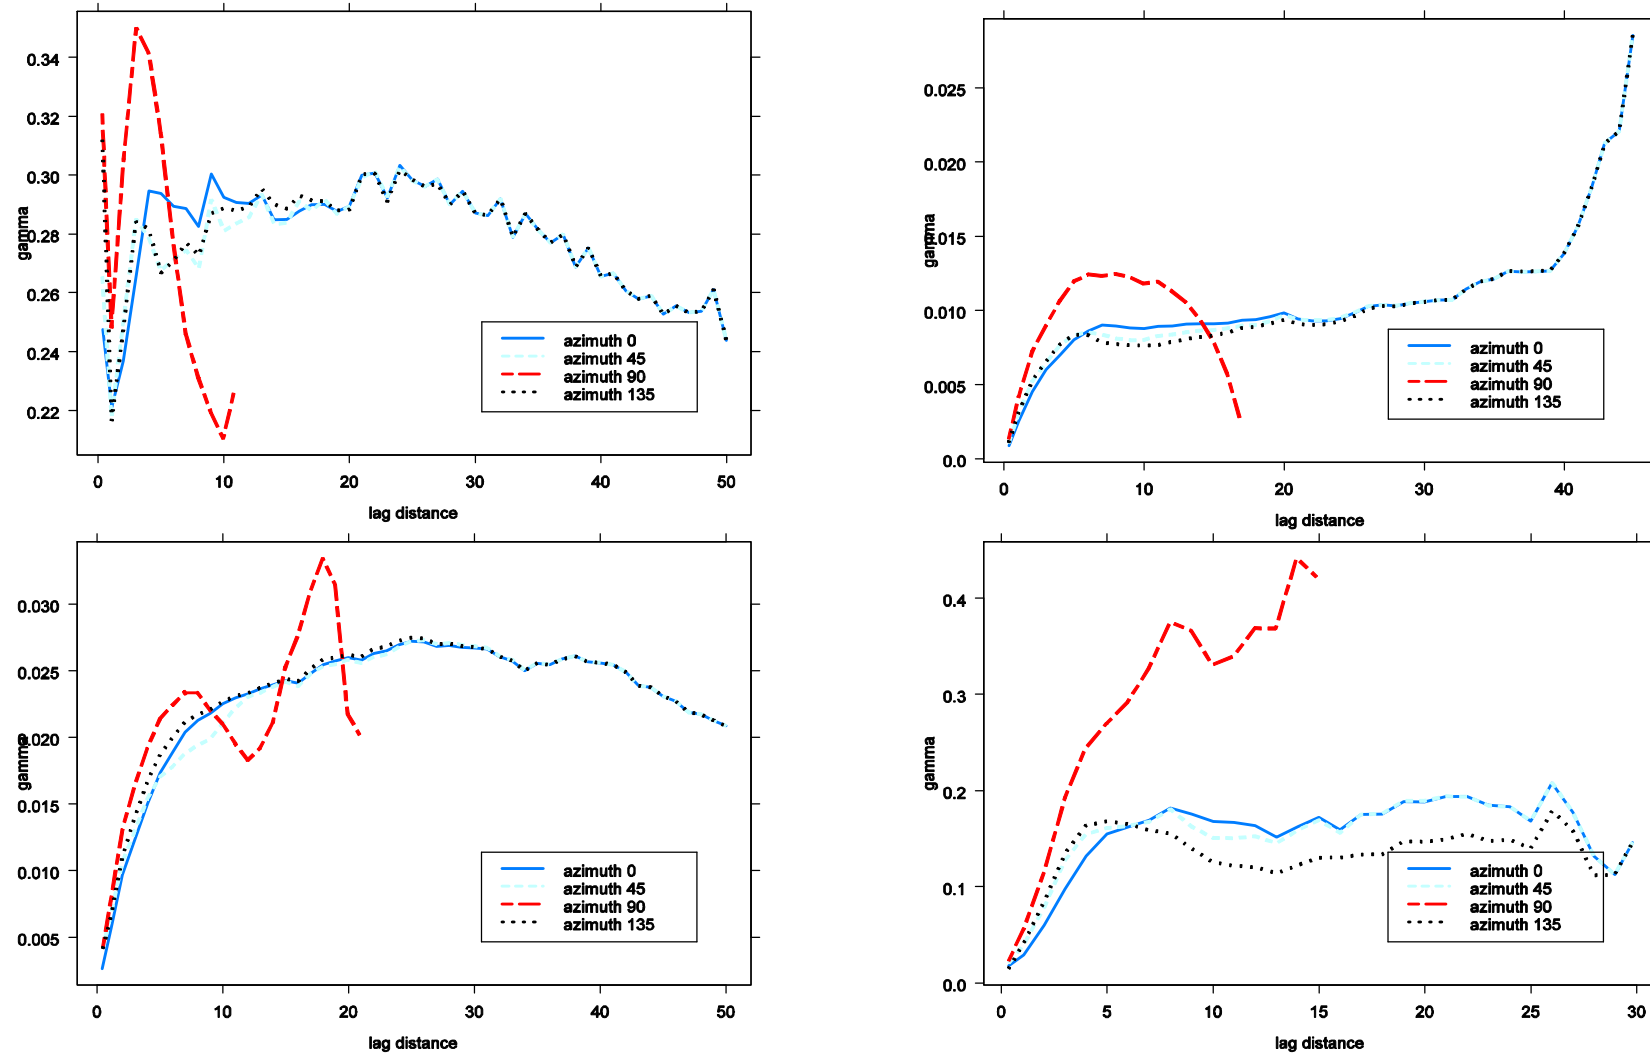 0.34
0.32
0.30
0.28
0.26
0.24
0.22
gamma
azimuth 0
azimuth 45
azimuth 90
azimuth 135
0 10 20 30 40 50
lag distance
0.025
0.020
0.015
0.010
0.005
0.0
gamma
azimuth 0
azimuth 45
azimuth 90
azimuth 135
0 10 20 30 40
lag distance
0.030
0.025
0.020
0.015
0.010
0.005
gamma
azimuth 0
azimuth 45
azimuth 90
azimuth 135
0 10 20 30 40 50
lag distance
0.4
0.3
0.2
0.1
0.0
gamma
azimuth 0
azimuth 45
azimuth 90
azimuth 135
0 5 10 15 20 25 30
lag distance